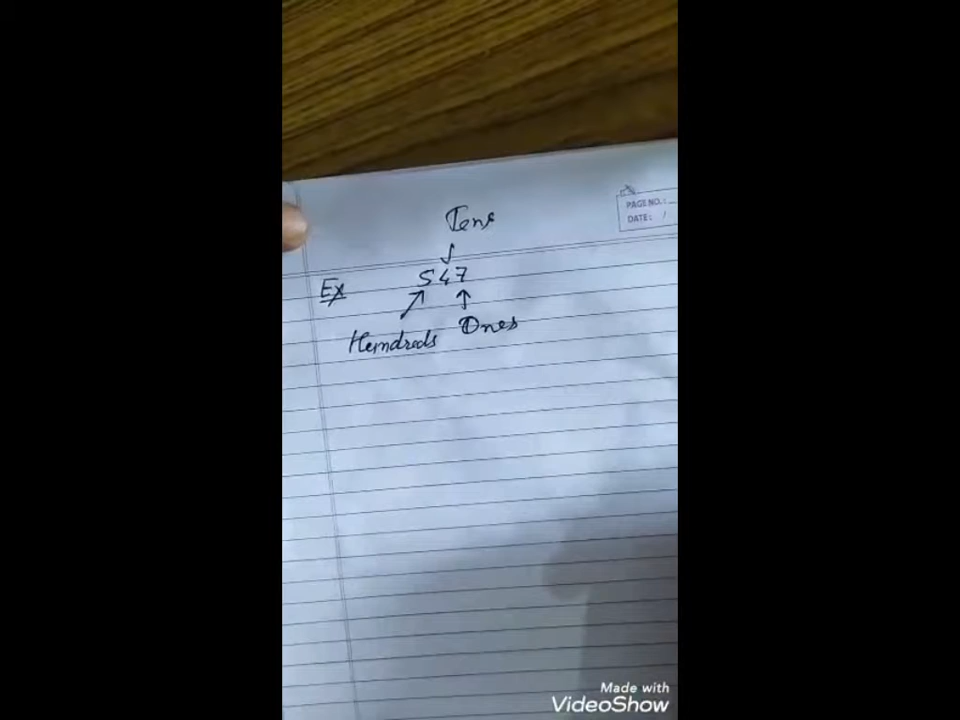 PAGE NO.:
DATE: /
Tens
Ex 547
Ones
Hundreds
Made with
VideoShow